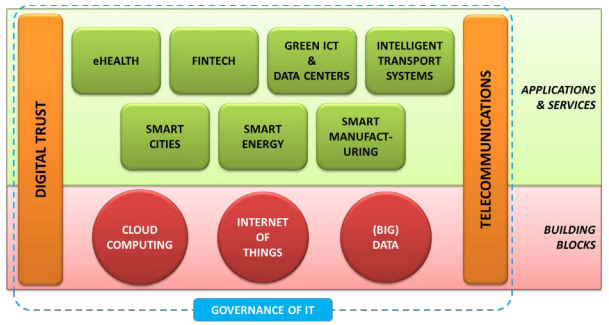 DIGITAL TRUST
eHEALTH
FINTECH
GREEN ICT
&
DATA CENTERS
INTELLIGENT
TRANSPORT
SYSTEMS
SMART
CITIES
SMART
ENERGY
SMART
MANUFACT-
URING
TELECOMMUNICATIONS
APPLICATIONS
& SERVICES
CLOUD
COMPUTING
INTERNET
OF
THINGS
(BIG)
DATA
BUILDING
BLOCKS
GOVERNANCE OF IT